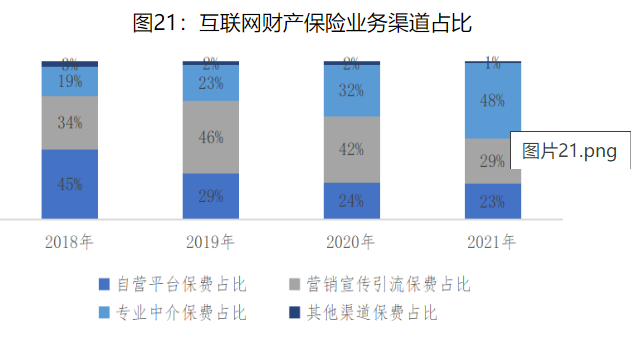 图21：互联网财产保险业务渠道占比
3% 2% 2% 1%
19% 23% 32% 48%
34% 46% 42% 29%
45% 29% 24% 23%
图片21.png
2018年 2019年 2020年 2021年
自营平台保费占比 营销宣传引流保费占比
专业中介保费占比 其他渠道保费占比